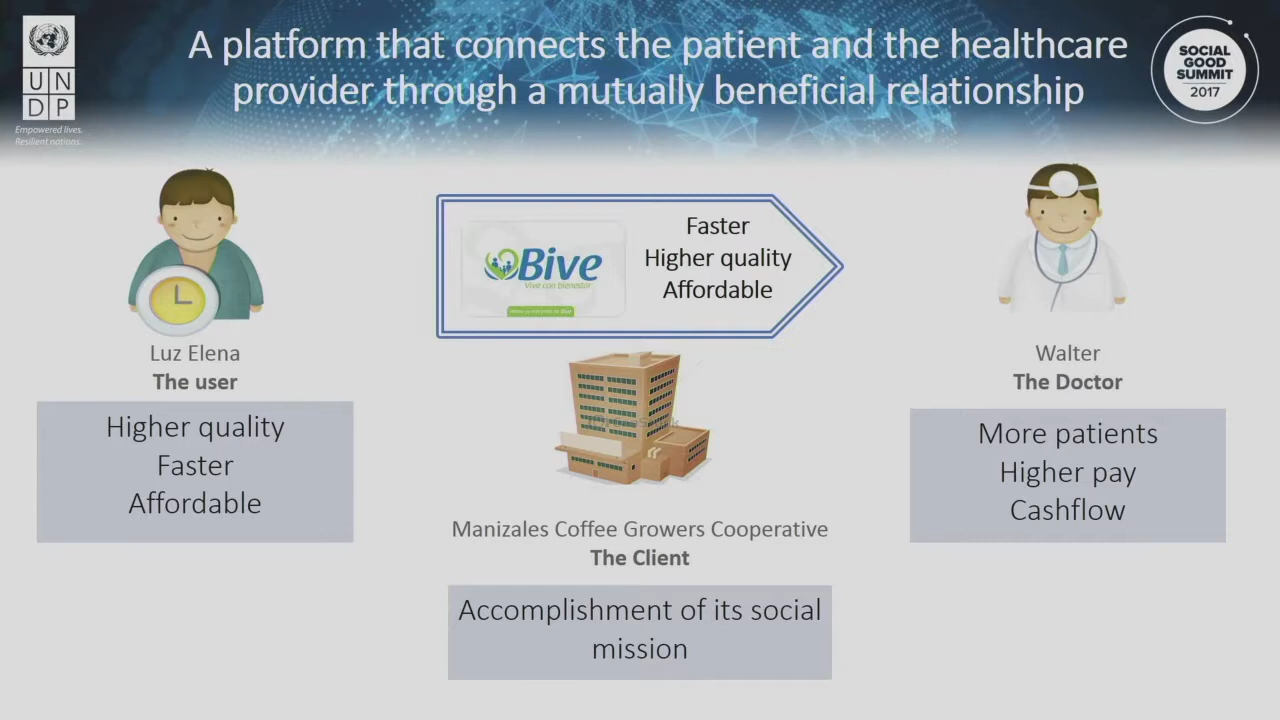 A platform that connects the patient and the healthcare
provider through a mutually beneficial relationship
UN
DP
Empowered lives.
Resilient nations.
SOCIAL
GOOD
SUMMIT
2017
Bive
Vive con bienestar
Faster
Higher quality
Affordable
Luz Elena
The user
Higher quality
Faster
Affordable
Manizales Coffee Growers Cooperative
The Client
Accomplishment of its social
mission
Walter
The Doctor
More patients
Higher pay
Cashflow